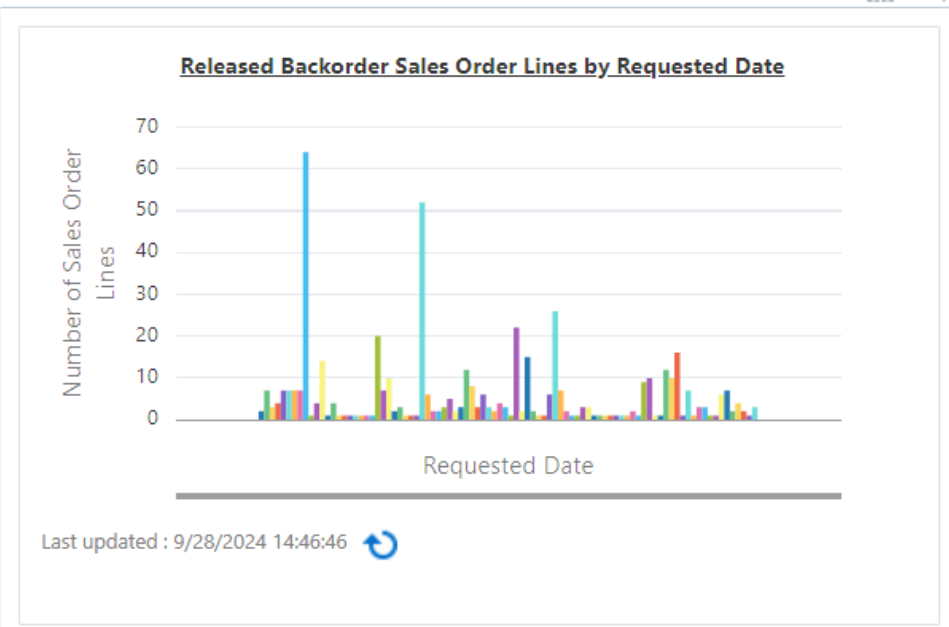 Released Backorder Sales Order Lines by Requested Date
70
60
50
40
30
20
10
0
Number of Sales Order
Lines
Requested Date
Last updated : 9/28/2024 14:46:46